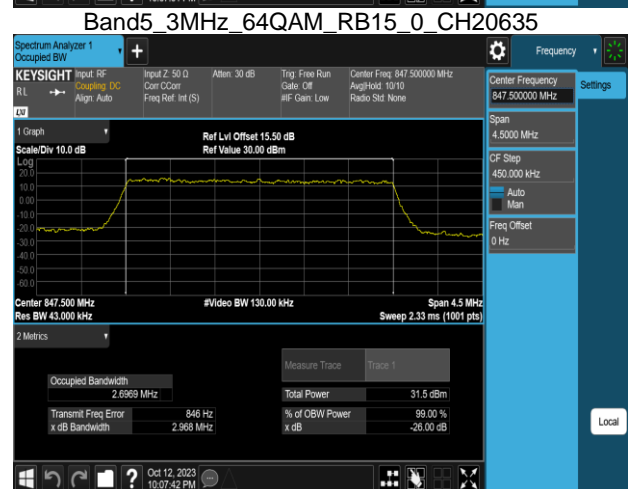 Band5_3MHz_64QAM_RB15_0_CH20635
Spectrum Analyzer 1
Occupied BW
Frequency
KEYSIGHT
Input: RF
Input Z: 50 Ω
Atten: 30 dB
Trig: Free Run
Center Freq: 847.500000 MHz
RL
Coupling: DC
Corr CCorr
Gate: Off
Avg|Hold: 10/10
Align: Auto
Freq Ref: Int (S)
#IF Gain: Low
Radio Std: None
LXI
Center Frequency
847.500000 MHz
Settings
Span
4.5000 MHz
CF Step
450.000 kHz
Auto
Man
Freq Offset
0 Hz
1 Graph
Ref Lvl Offset 15.50 dB
Scale/Div 10.0 dB
Ref Value 30.00 dBm
Log
20.0
10.0
0.00
-10.0
-20.0
-30.0
-40.0
-50.0
-60.0
Center 847.500 MHz
#Video BW 130.00 kHz
Span 4.5 MHz
Res BW 43.000 kHz
Sweep 2.33 ms (1001 pts)
2 Metrics
Measure Trace
Trace 1
Occupied Bandwidth
2.6969 MHz
Total Power
31.5 dBm
Transmit Freq Error
846 Hz
% of OBW Power
99.00 %
x dB Bandwidth
2.968 MHz
x dB
-26.00 dB
Local
Oct 12, 2023
10:07:42 PM